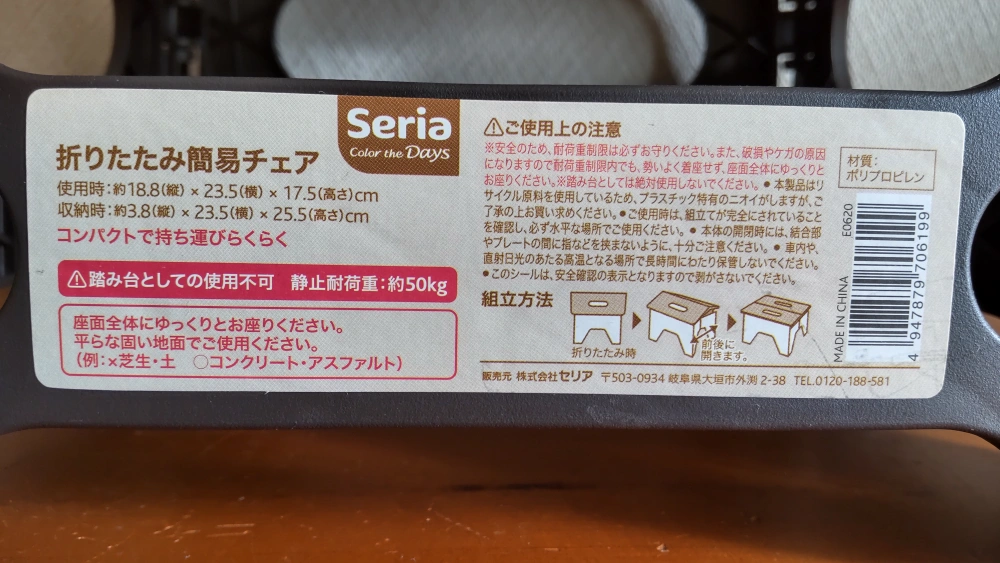 Seria
Color the Days
折りたたみ簡易チェア
使用時:約18.8(縦)×23.5(横)×17.5(高さ)cm
収納時:約3.8(縦)×23.5(横)×25.5(高さ)cm
コンパクトで持ち運びらくらく
⚠踏み台としての使用不可 静止耐荷重:約50kg
座面全体にゆっくりとお座りください。
平らな固い地面でご使用ください。
(例:×芝生・土 ○コンクリート・アスファルト)
⚠ご使用上の注意
※安全のため、耐荷重制限は必ずお守りください。また、破損やケガの原因
になりますので耐荷重制限内でも、勢いよく着座せず、座面全体にゆっくりと
お座りください。※踏み台としては絶対使用しないでください。●本製品はリ
サイクル原料を使用しているため、プラスチック特有のニオイがしますが、ご
了承の上お買い求めください。●ご使用時は、組立てが完全にされていること
を確認し、必ず水平な場所でご使用ください。●本体の開閉時には、結合部
やプレートの間に指などを挟まないように、十分ご注意ください。●車内や、
直射日光のあたる高温となる場所で長時間にわたり保管しないでください。
●このシールは、安全確認の表示となりますので剥がさないでください。
組立方法
折りたたみ時
前後に
開きます。
販売元 株式会社セリア 〒503-0934 岐阜県大垣市外渕2-38 TEL.0120-188-581
材質:
ポリプロピレン
MADE IN CHINA E0620
4 947879 706199